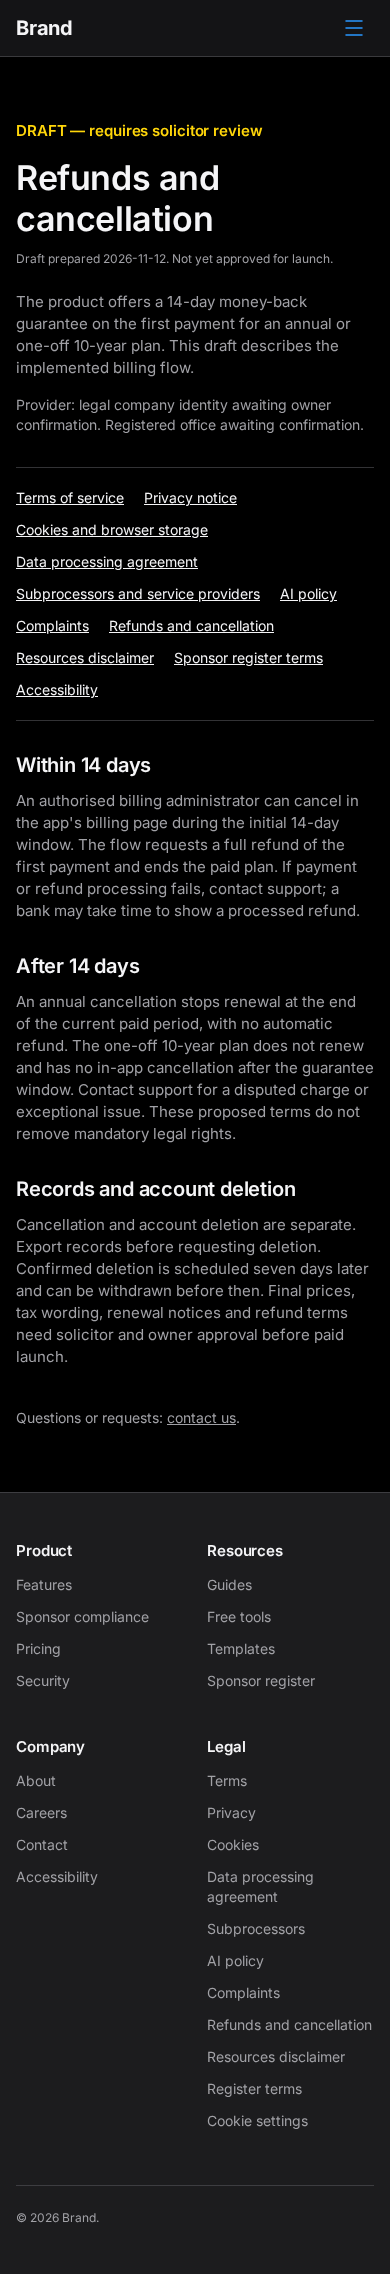 Brand
DRAFT — requires solicitor review
Refunds and
cancellation
Draft prepared 2026-11-12. Not yet approved for launch.
The product offers a 14-day money-back
guarantee on the first payment for an annual or
one-off 10-year plan. This draft describes the
implemented billing flow.
Provider: legal company identity awaiting owner
confirmation. Registered office awaiting confirmation.
Terms of service Privacy notice
Cookies and browser storage
Data processing agreement
Subprocessors and service providers AI policy
Complaints Refunds and cancellation
Resources disclaimer Sponsor register terms
Accessibility
Within 14 days
An authorised billing administrator can cancel in
the app's billing page during the initial 14-day
window. The flow requests a full refund of the
first payment and ends the paid plan. If payment
or refund processing fails, contact support; a
bank may take time to show a processed refund.
After 14 days
An annual cancellation stops renewal at the end
of the current paid period, with no automatic
refund. The one-off 10-year plan does not renew
and has no in-app cancellation after the guarantee
window. Contact support for a disputed charge or
exceptional issue. These proposed terms do not
remove mandatory legal rights.
Records and account deletion
Cancellation and account deletion are separate.
Export records before requesting deletion.
Confirmed deletion is scheduled seven days later
and can be withdrawn before then. Final prices,
tax wording, renewal notices and refund terms
need solicitor and owner approval before paid
launch.
Questions or requests: contact us.
Product
Features
Sponsor compliance
Pricing
Security
Resources
Guides
Free tools
Templates
Sponsor register
Company
About
Careers
Contact
Accessibility
Legal
Terms
Privacy
Cookies
Data processing
agreement
Subprocessors
AI policy
Complaints
Refunds and cancellation
Resources disclaimer
Register terms
Cookie settings
© 2026 Brand.